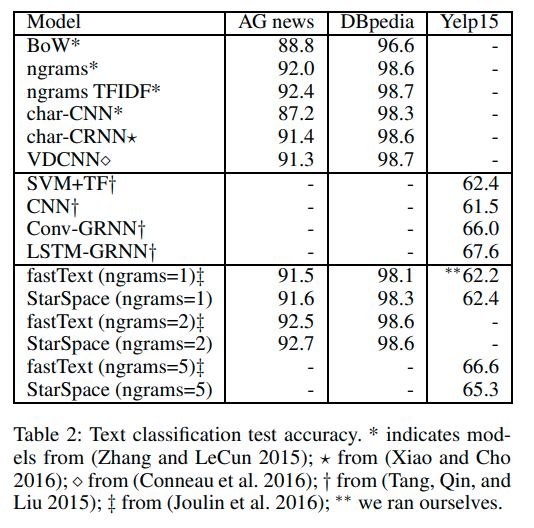 Model AG news DBpedia Yelp15
BoW* 88.8 96.6 -
ngrams* 92.0 98.6 -
ngrams TFIDF* 92.4 98.7 -
char-CNN* 87.2 98.3 -
char-CRNN⋆ 91.4 98.6 -
VDCNN⋄ 91.3 98.7 -
SVM+TF† - - 62.4
CNN† - - 61.5
Conv-GRNN† - - 66.0
LSTM-GRNN† - - 67.6
fastText (ngrams=1)‡ 91.5 98.1 **62.2
StarSpace (ngrams=1) 91.6 98.3 62.4
fastText (ngrams=2)‡ 92.5 98.6 -
StarSpace (ngrams=2) 92.7 98.6 -
fastText (ngrams=5)‡ - - 66.6
StarSpace (ngrams=5) - - 65.3
Table 2: Text classification test accuracy. * indicates mod-
els from (Zhang and LeCun 2015); ⋆ from (Xiao and Cho
2016); ⋄ from (Conneau et al. 2016); † from (Tang, Qin, and
Liu 2015); ‡ from (Joulin et al. 2016); ** we ran ourselves.